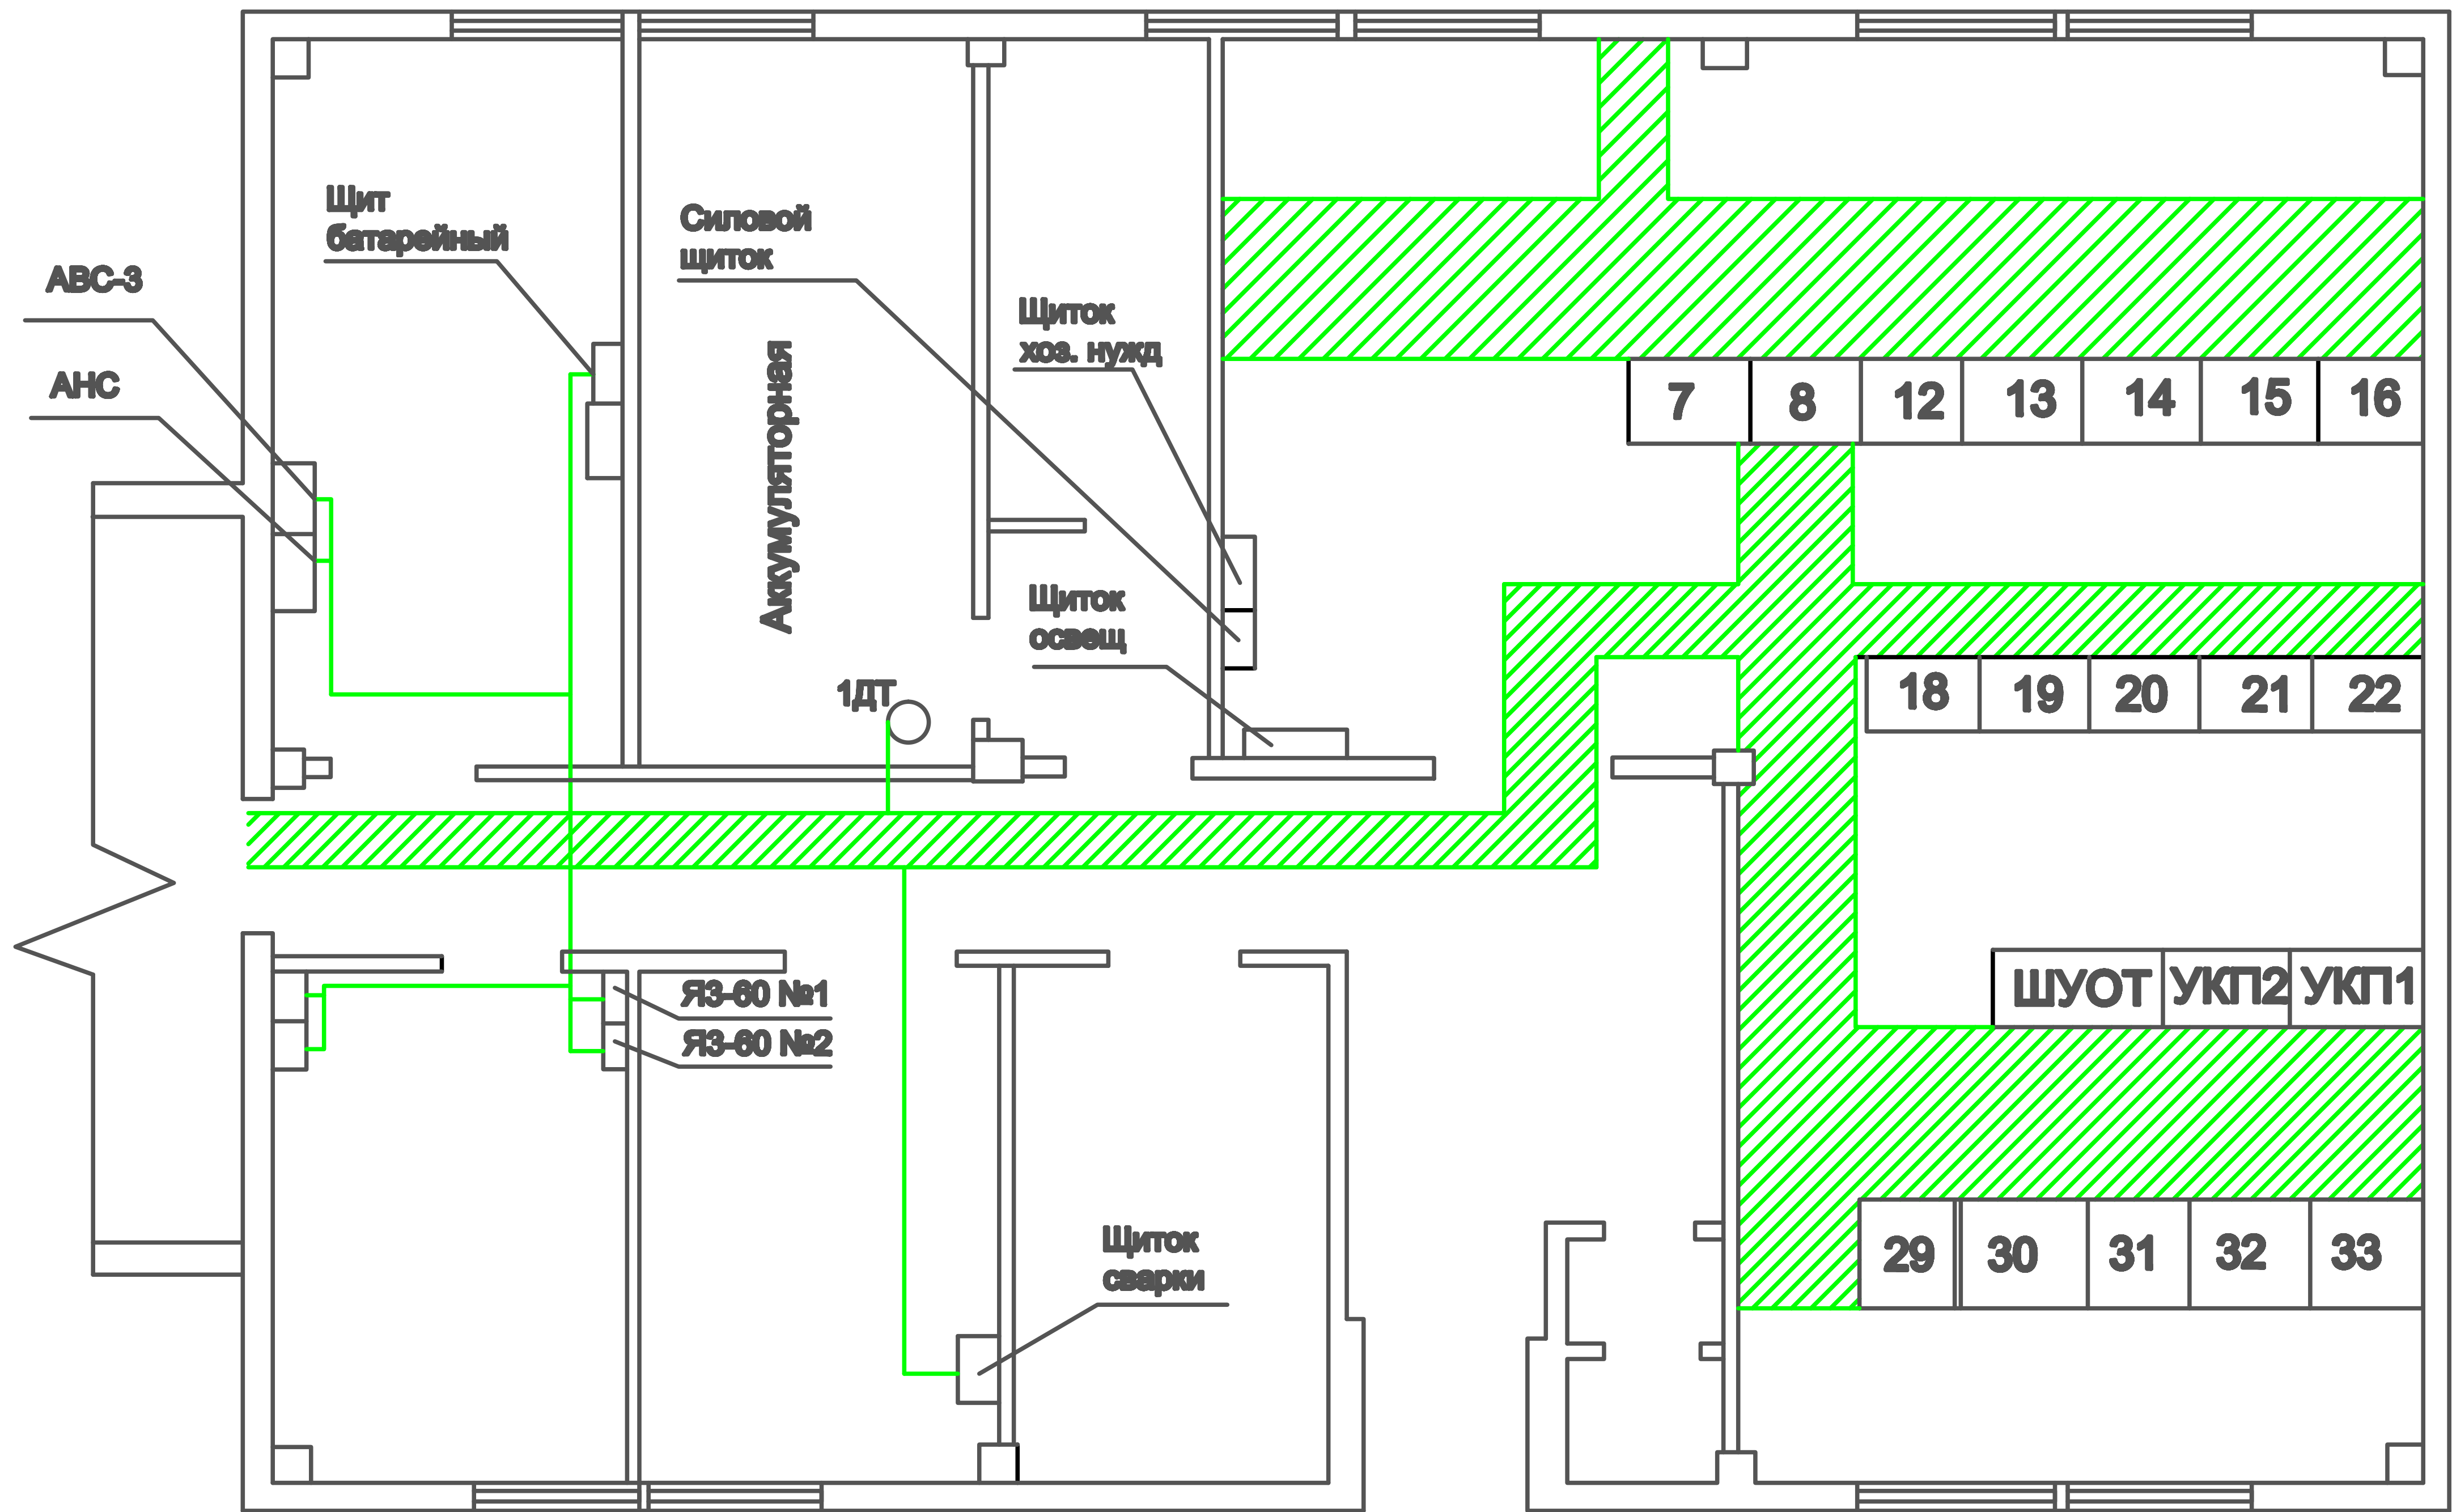 Щит
батарейный
Силовой
щиток
АВС-3
Щиток
хоз. нужд
АНС
Аккумуляторная
7 8 12 13 14 15 16
Щиток
освещ
1ДТ
18 19 20 21 22
ЯЗ-60 №1
ЯЗ-60 №2
ШУОТ УКП2 УКП1
Щиток
сварки
29 30 31 32 33